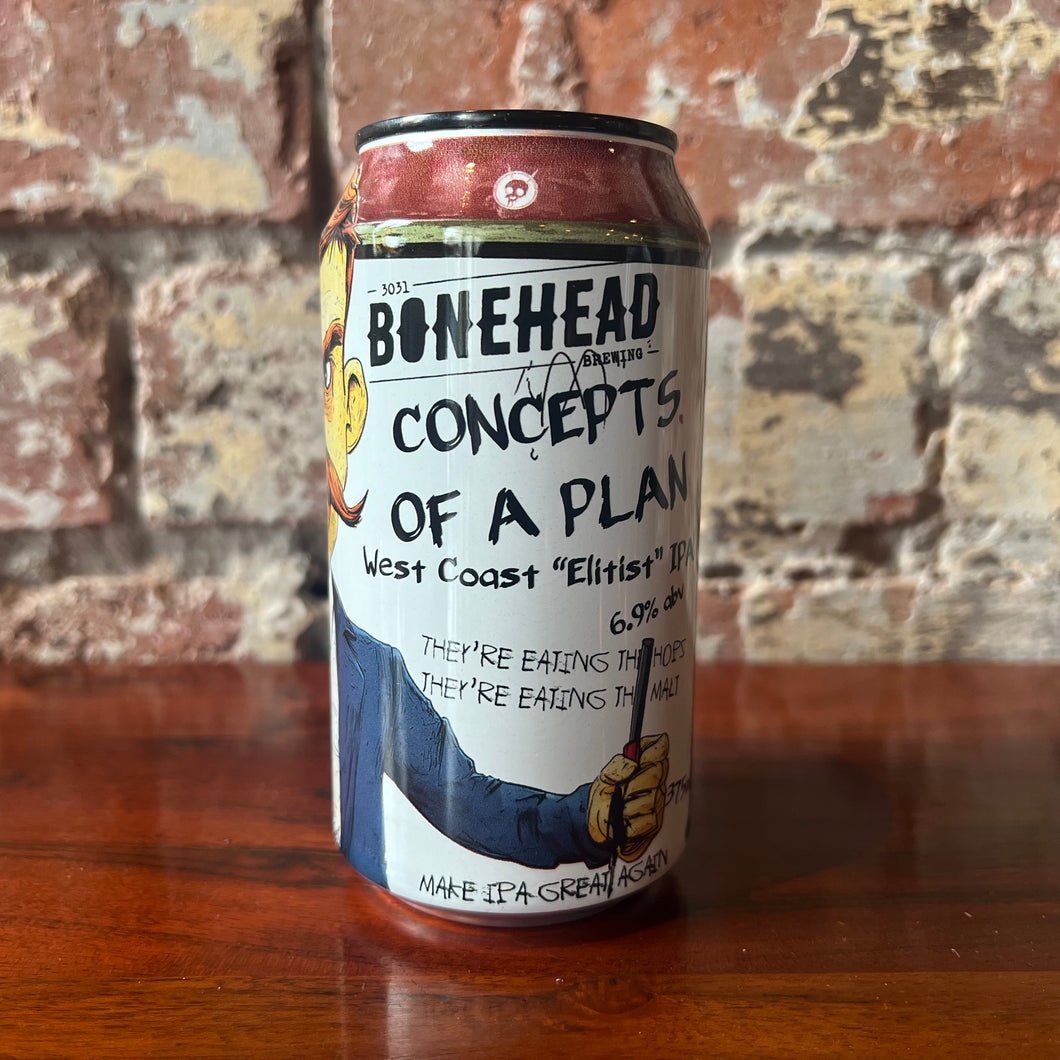 3031
BONEHEAD
BREWING
CONCEPTS
OF A PLAN
West Coast "Elitist" IPA
6.9% abv
THEY'RE EATING THE HOPS
THEY'RE EATING THE MALT
MAKE IPA GREAT AGAIN